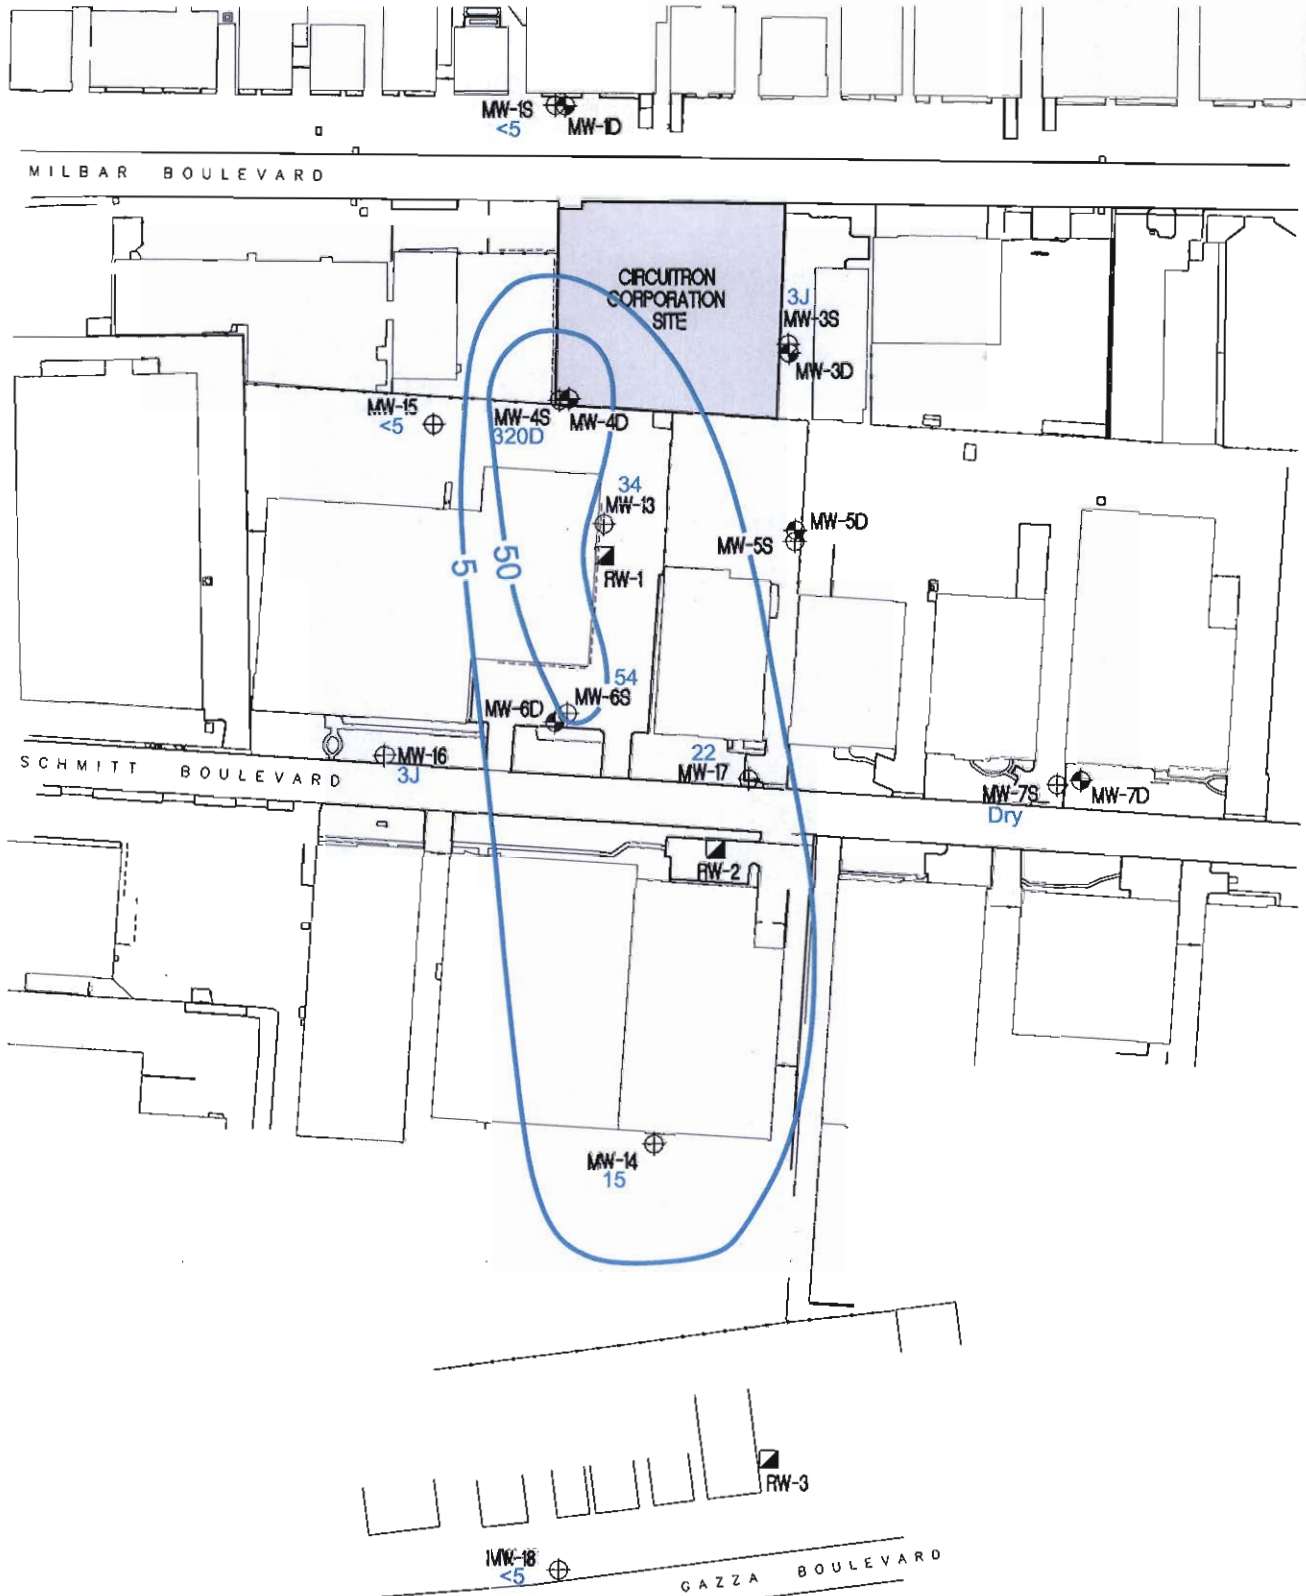 MW-1S
<5
MW-1D
MILBAR BOULEVARD
CIRCUITRON
CORPORATION
SITE
3J
MW-3S
MW-3D
MW-15
<5
MW-4S
320D
MW-4D
34
MW-13
MW-5D
MW-5S
5
50
RW-1
54
MW-6S
MW-6D
MW-16
3J
SCHMITT BOULEVARD
22
MW-17
MW-7S
Dry
MW-7D
RW-2
MW-14
15
RW-3
MW-18
<5
GAZZA BOULEVARD